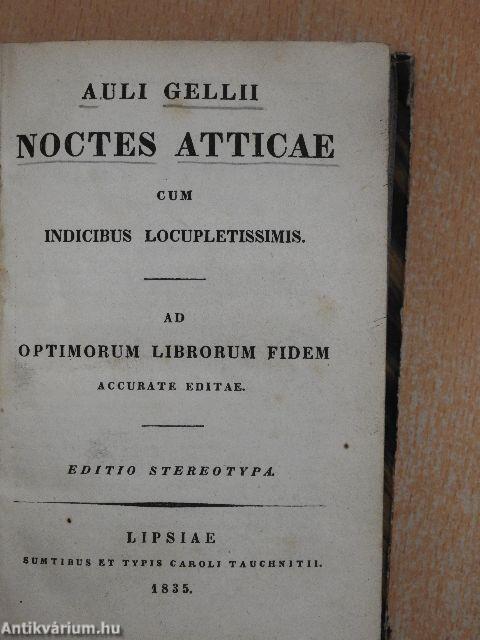 AULI GELLII
NOCTES ATTICAE
CUM
INDICIBUS LOCUPLETISSIMIS.
AD
OPTIMORUM LIBRORUM FIDEM
ACCURATE EDITAE.
EDITIO STEREOTYPA.
LIPSIAE
SUMTIBUS ET TYPIS CAROLI TAUCHNITII.
1835.
Antikvárium.hu